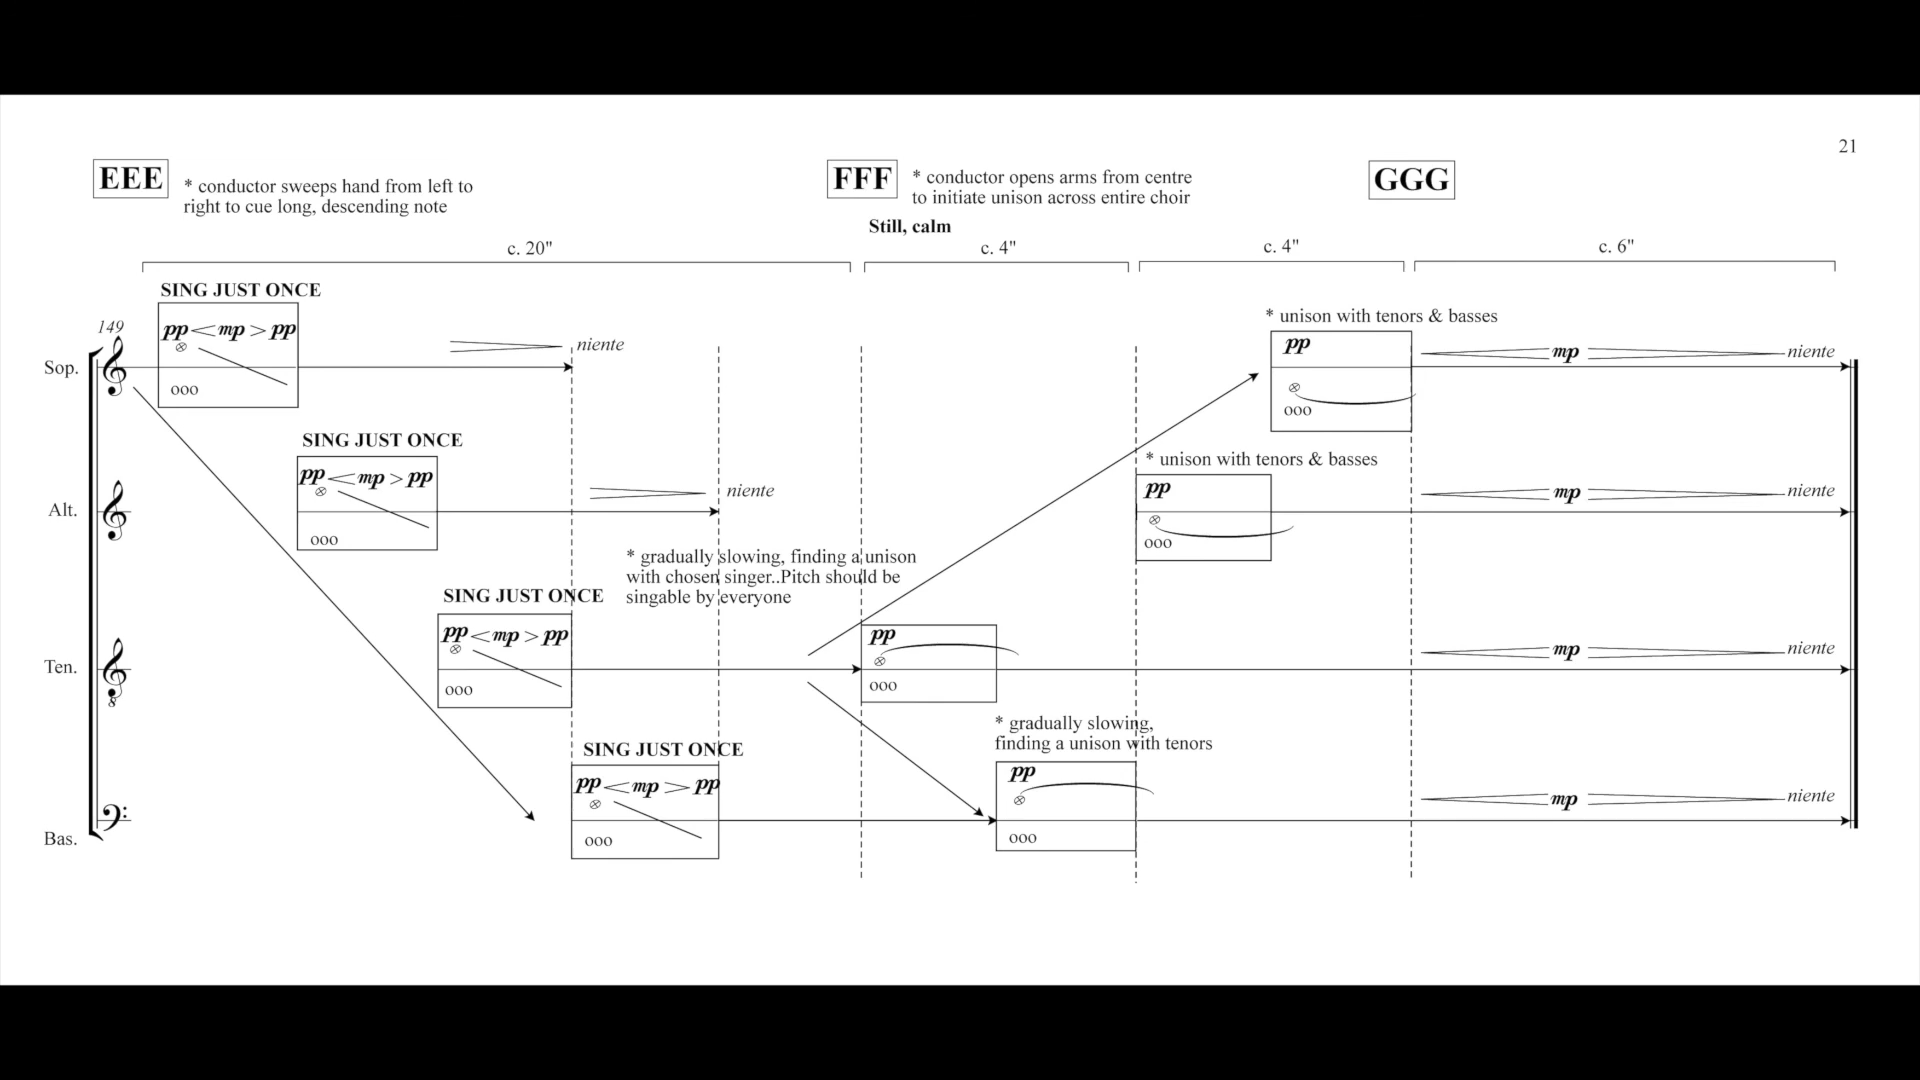 21
EEE
* conductor sweeps hand from left to
right to cue long, descending note
FFF
* conductor opens arms from centre
to initiate unison across entire choir
GGG
Still, calm
c. 20"
c. 4"
c. 4"
c. 6"
SING JUST ONCE
149
Sop.
pp mp pp
ooo
niente
* unison with tenors & basses
pp
ooo
mp
niente
SING JUST ONCE
Alt.
pp mp pp
ooo
niente
* unison with tenors & basses
pp
ooo
mp
niente
* gradually slowing, finding a unison
with chosen singer..Pitch should be
singable by everyone
SING JUST ONCE
Ten.
8
pp mp pp
ooo
pp
ooo
mp
niente
* gradually slowing,
finding a unison with tenors
SING JUST ONCE
Bas.
pp mp pp
ooo
pp
ooo
mp
niente